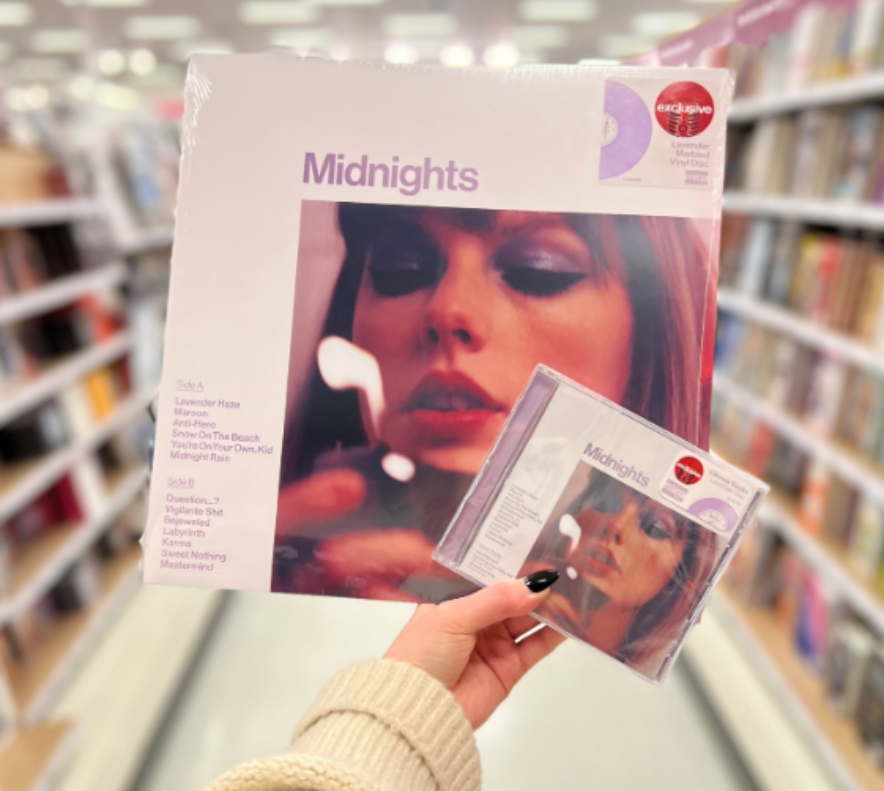 exclusive
Lavender
Marbled
Vinyl Disc
Midnights
Side A
Lavender Haze
Maroon
Anti-Hero
Snow On The Beach
You're On Your Own, Kid
Midnight Rain
Side B
Question...?
Vigilante Shit
Bejeweled
Labyrinth
Karma
Sweet Nothing
Mastermind
Midnights
exclusive